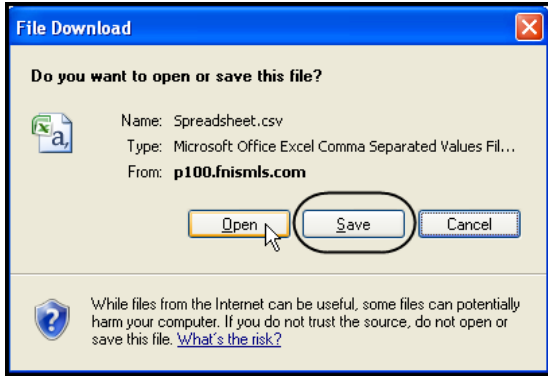 File Download
Do you want to open or save this file?
Name: Spreadsheet.csv
Type: Microsoft Office Excel Comma Separated Values Fil...
From: p100.fnismls.com
Open Save Cancel
While files from the Internet can be useful, some files can potentially
harm your computer. If you do not trust the source, do not open or
save this file. What's the risk?